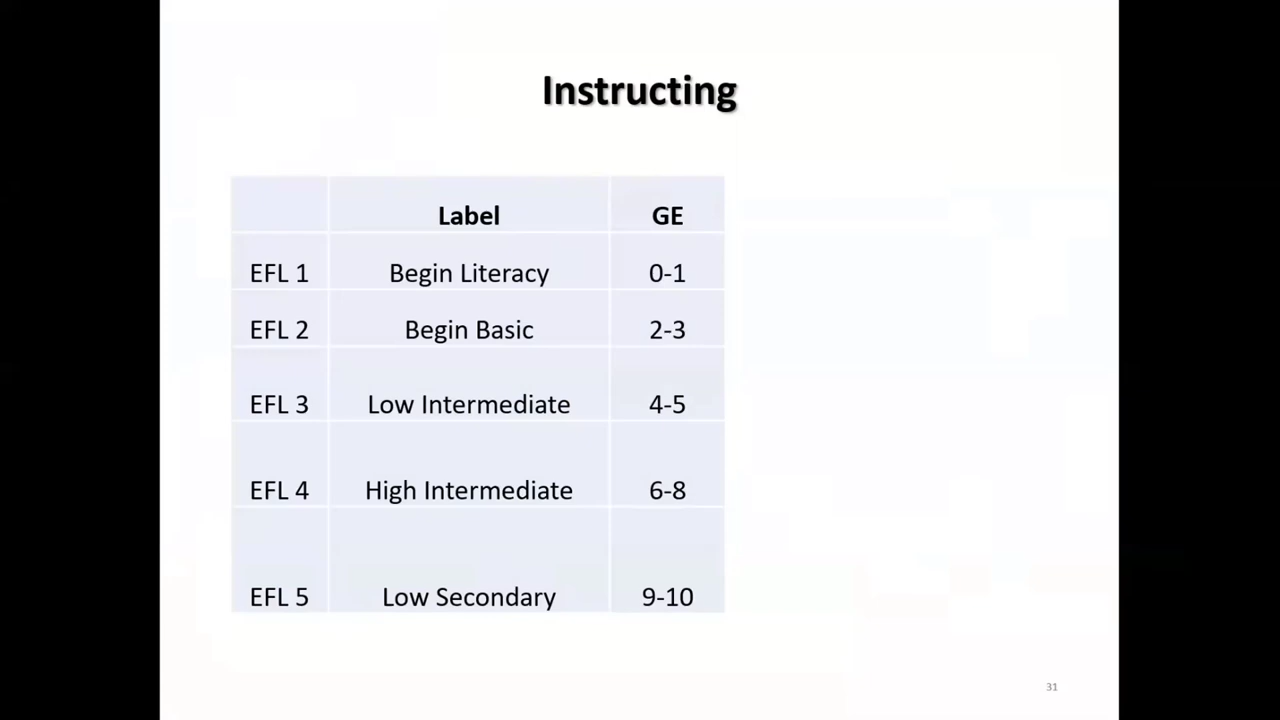 Instructing
Label GE
EFL 1 Begin Literacy 0-1
EFL 2 Begin Basic 2-3
EFL 3 Low Intermediate 4-5
EFL 4 High Intermediate 6-8
EFL 5 Low Secondary 9-10
31